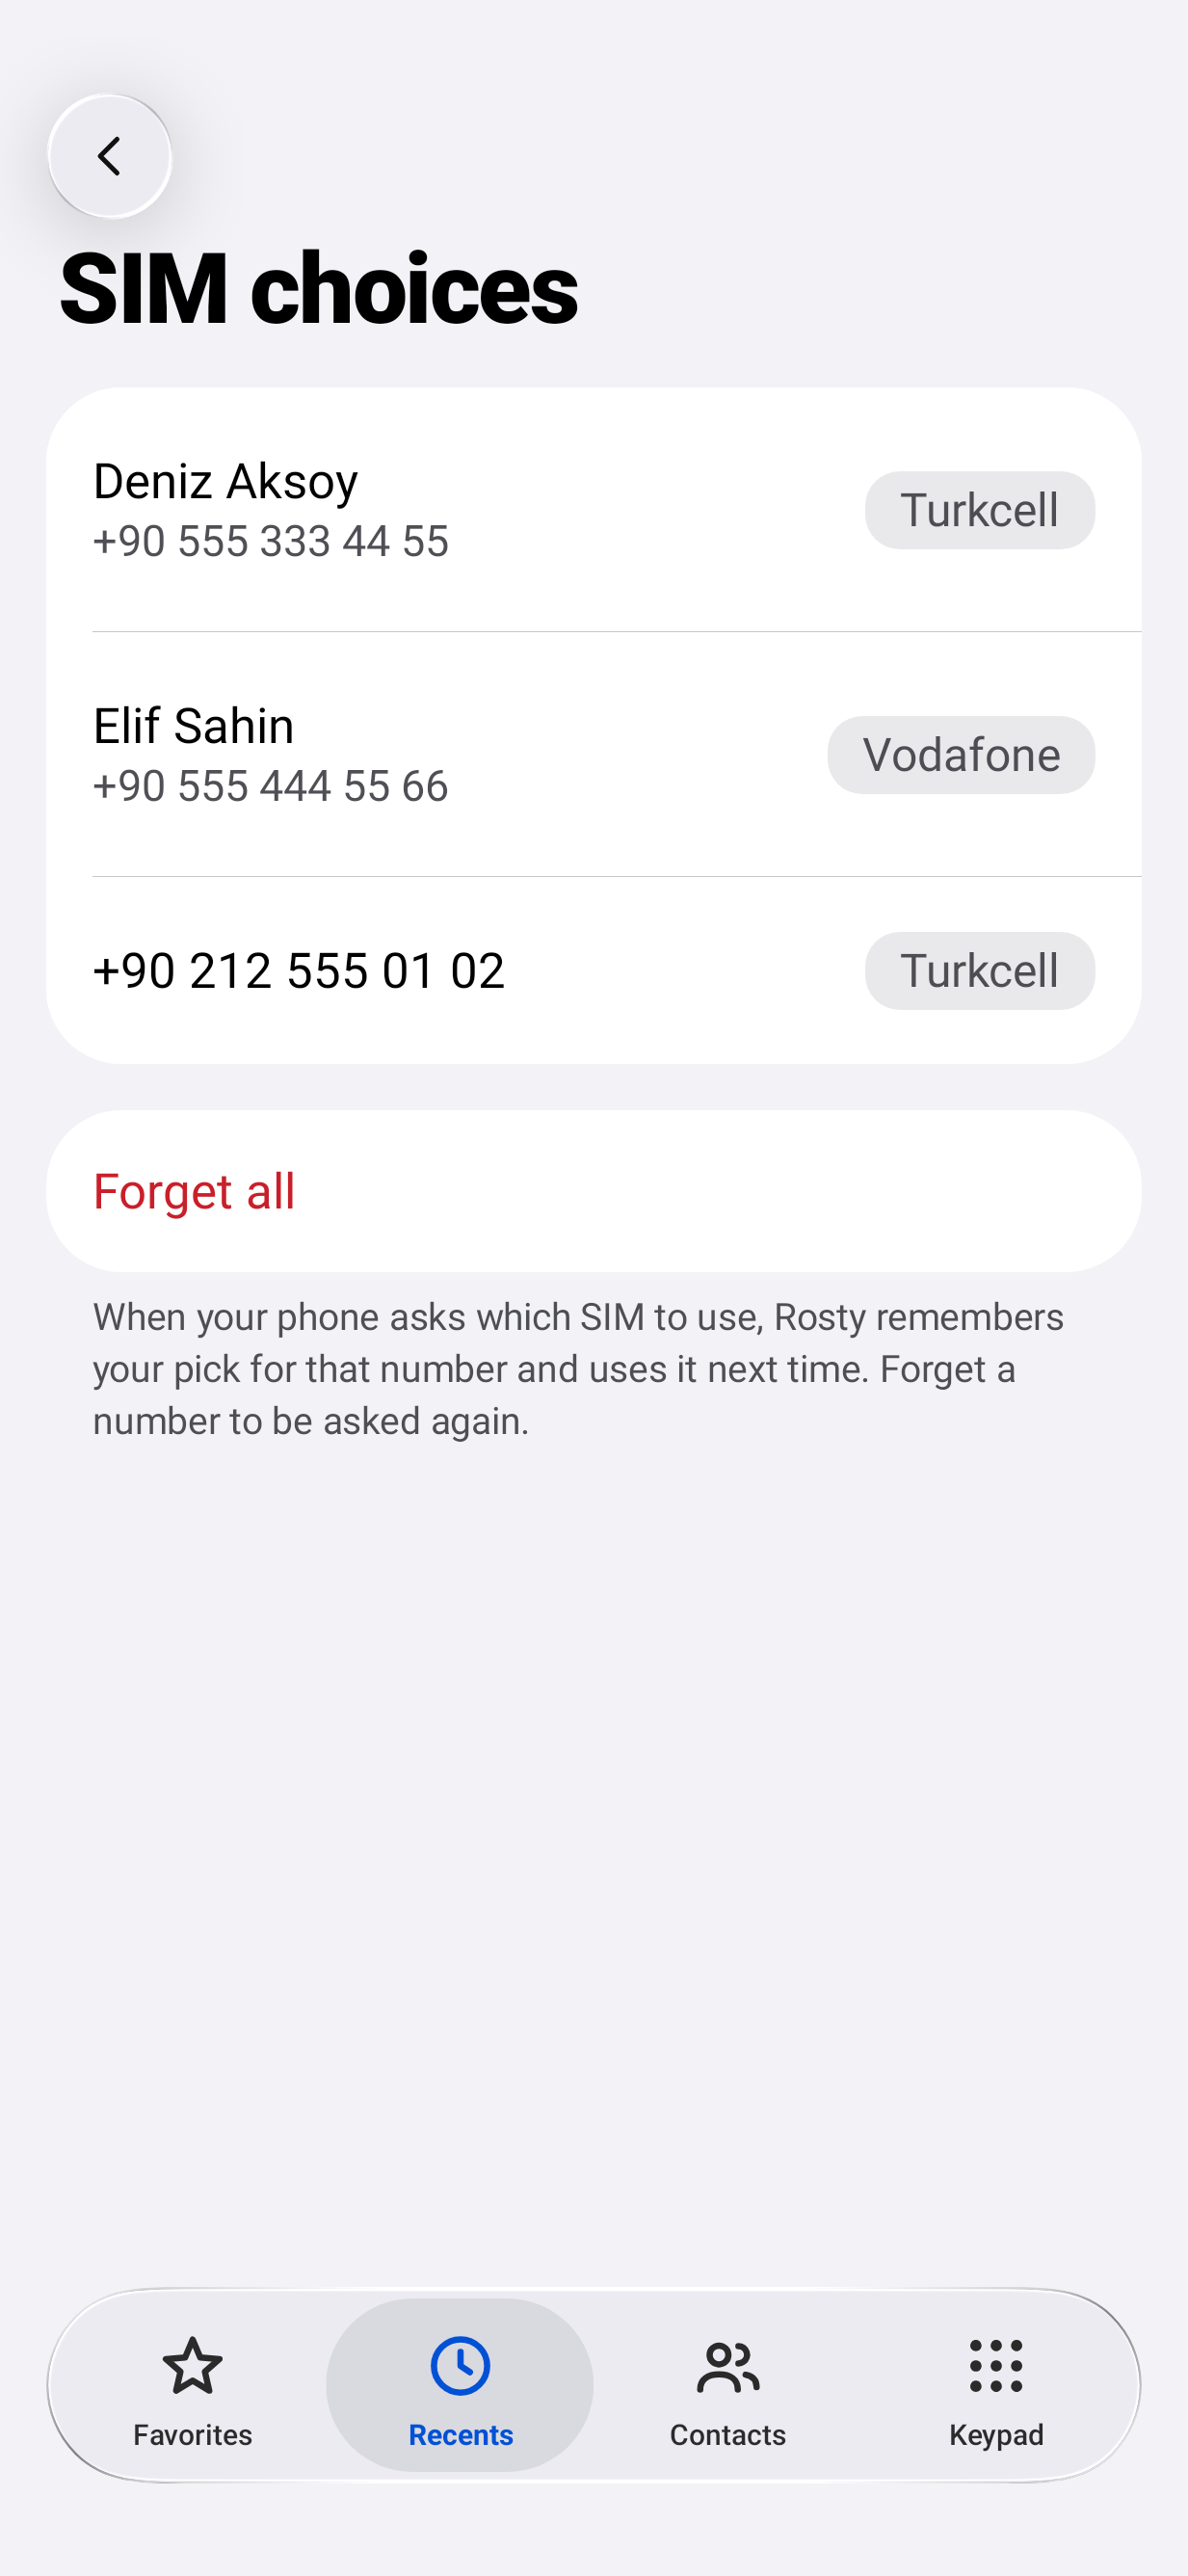 SIM choices
Deniz Aksoy
+90 555 333 44 55
Turkcell
Elif Sahin
+90 555 444 55 66
Vodafone
+90 212 555 01 02
Turkcell
Forget all
When your phone asks which SIM to use, Rosty remembers
your pick for that number and uses it next time. Forget a
number to be asked again.
Favorites
Recents
Contacts
Keypad